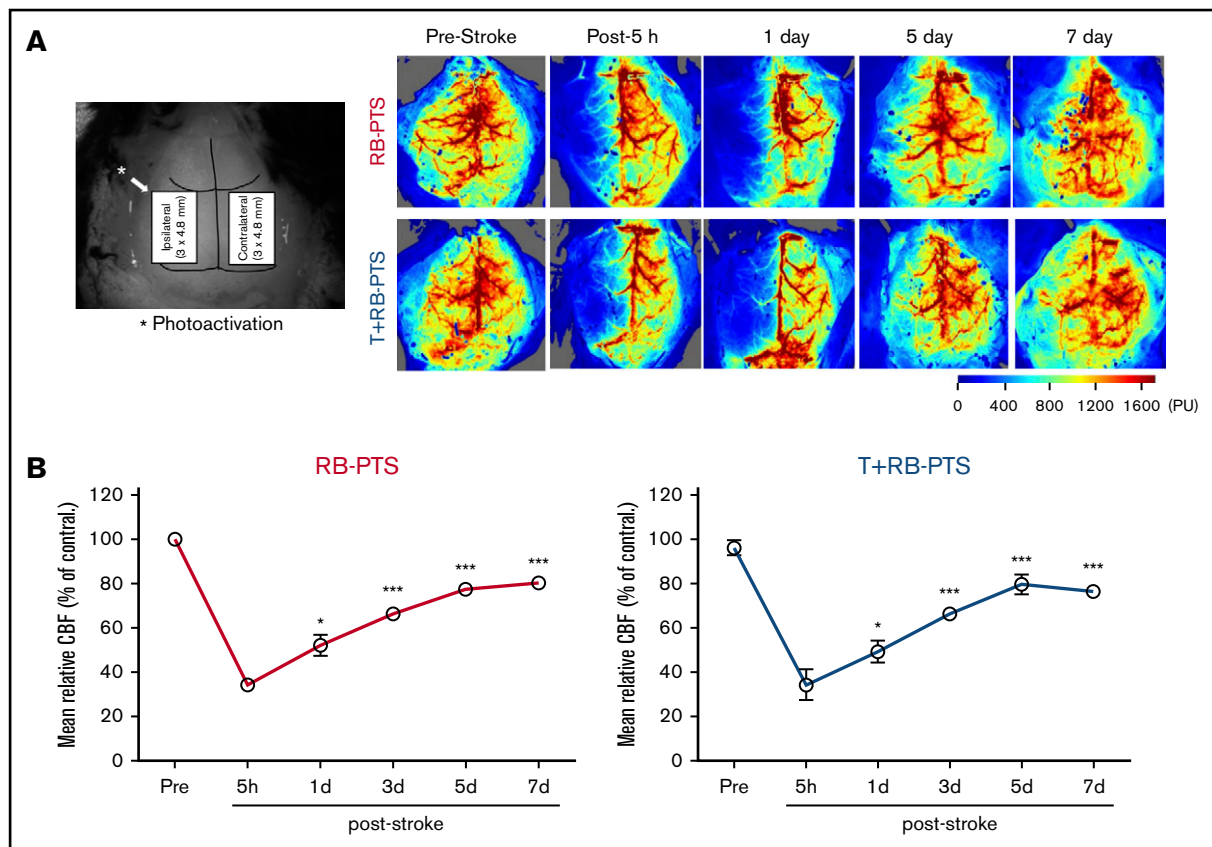 A
Pre-Stroke Post-5 h 1 day 5 day 7 day
RB-PTS
T+RB-PTS
*
Ipsilateral
(3 x 4.8 mm)
Contralateral
(3 x 4.8 mm)
* Photoactivation
0 400 800 1200 1600 (PU)
B
RB-PTS
Mean relative CBF (% of contral.)
120
100
80
60
40
20
0
* *** *** ***
Pre 5h 1d 3d 5d 7d
post-stroke
T+RB-PTS
Mean relative CBF (% of contral.)
120
100
80
60
40
20
0
* *** *** ***
Pre 5h 1d 3d 5d 7d
post-stroke